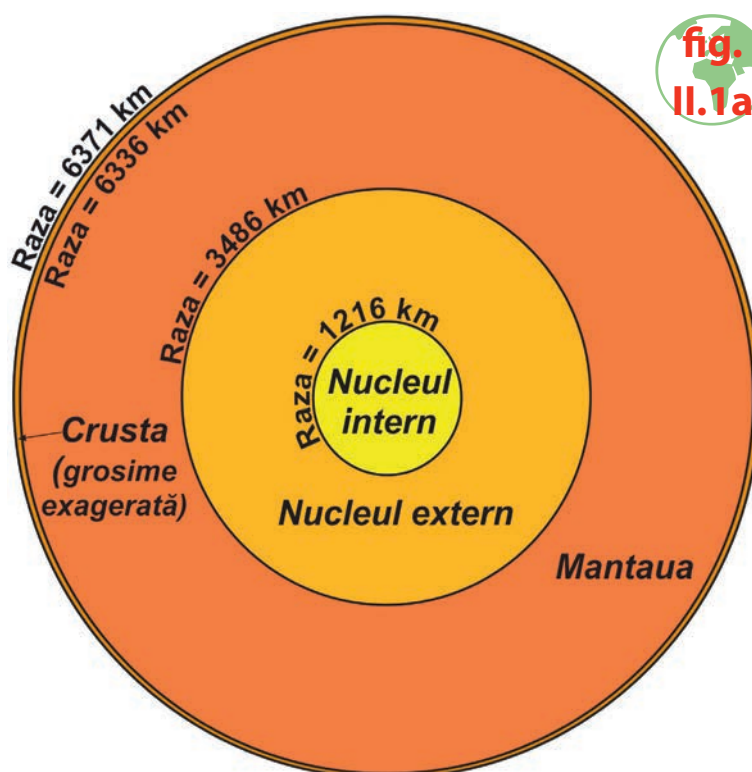 fig.
II.1a
Raza = 6371 km
Raza = 6336 km
Raza = 3486 km
Raza = 1216 km
Nucleul
intern
Crusta
(grosime
exagerată)
Nucleul extern
Mantaua